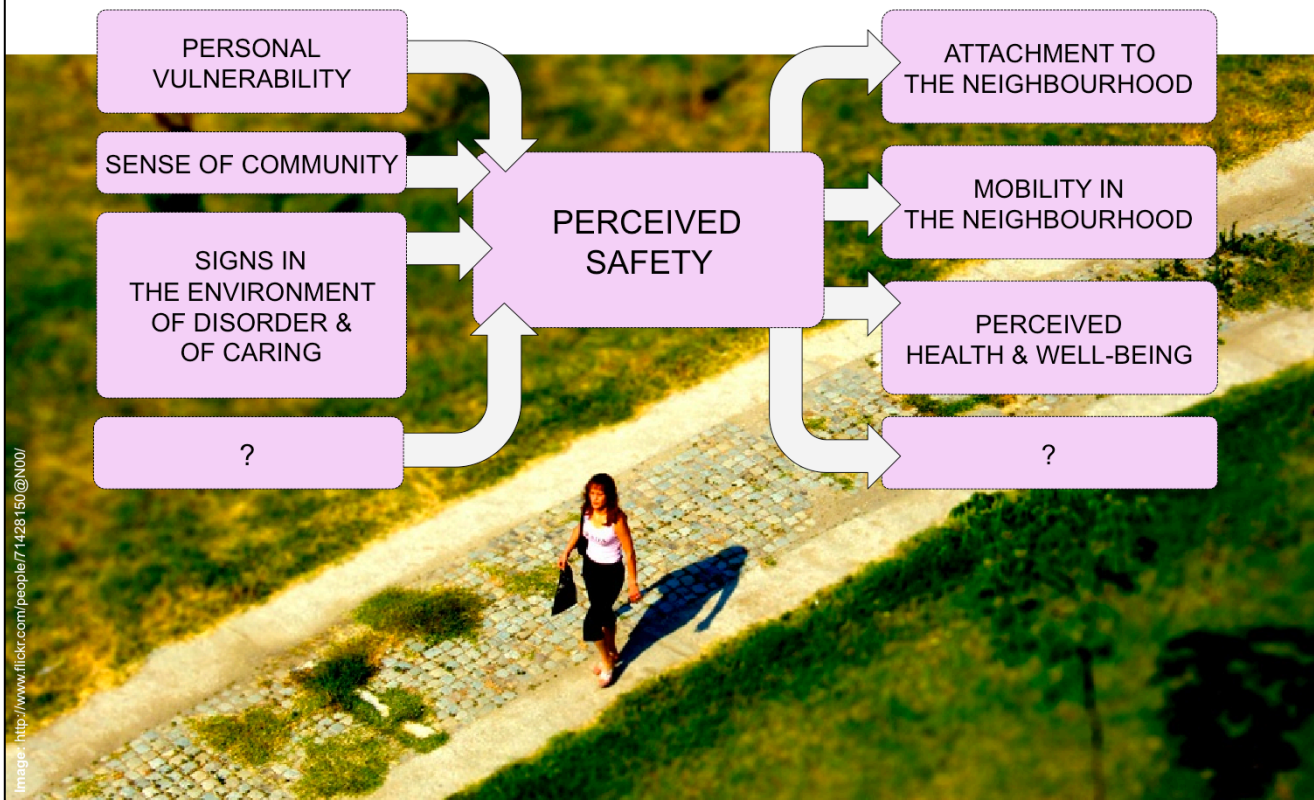 PERSONAL
VULNERABILITY
SENSE OF COMMUNITY
SIGNS IN
THE ENVIRONMENT
OF DISORDER &
OF CARING
?
PERCEIVED
SAFETY
ATTACHMENT TO
THE NEIGHBOURHOOD
MOBILITY IN
THE NEIGHBOURHOOD
PERCEIVED
HEALTH & WELL-BEING
?
Image: http://www.flickr.com/people/71428150@N00/